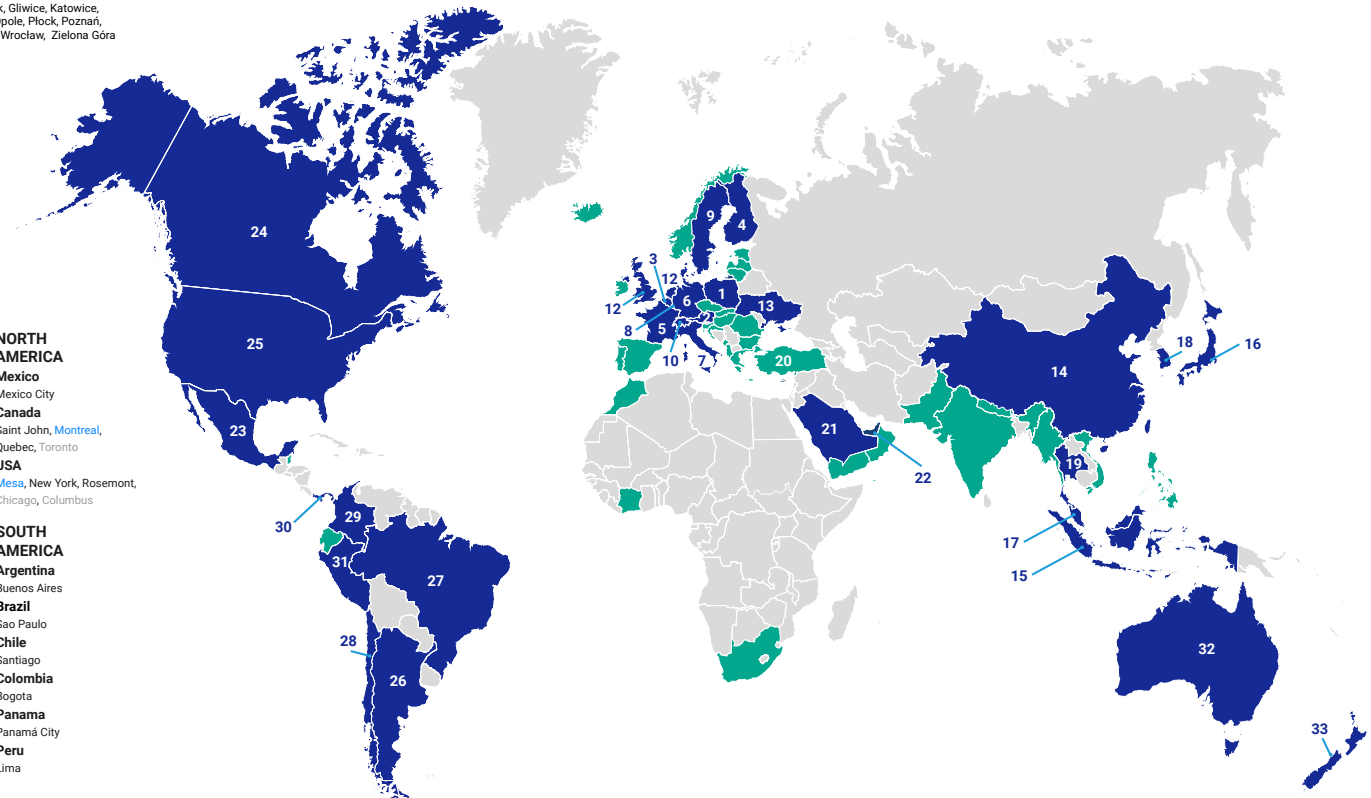 k, Gliwice, Katowice,
pole, Płock, Poznań,
Wrocław, Zielona Góra
NORTH
AMERICA
Mexico
Mexico City
Canada
Saint John, Montreal,
Quebec, Toronto
USA
Mesa, New York, Rosemont,
Chicago, Columbus
SOUTH
AMERICA
Argentina
Buenos Aires
Brazil
Sao Paulo
Chile
Santiago
Colombia
Bogota
Panama
Panamá City
Peru
Lima
24
25
23
30
29
31
27
28
26
9
4
3
12
12
6
1
13
8
5
2
10
7
20
21
22
14
18
16
19
17
15
32
33